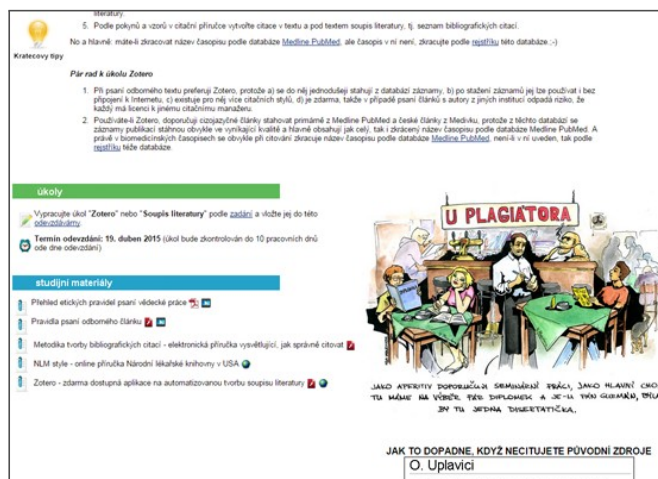 literatury.
5. Podle pokynů a vzorů v citační příručce vytvořte citace v textu a pod textem soupis literatury, tj. seznam bibliografických citací.
No a hlavně: máte-li zkracovat název časopisu podle databáze Medline PubMed, ale časopis v ní není, zkracujte podle rejstříku této databáze.;-)
Kratecovy tipy
Pár rad k úkolu Zotero
1. Při psaní odborného textu preferuji Zotero, protože a) se do něj jednodušeji stahují z databází záznamy, b) po stažení záznamů jej lze používat i bez
připojení k Internetu, c) existuje pro něj více citačních stylů, d) je zdarma, takže v případě psaní článků s autory z jiných institucí odpadá riziko, že
každý má licenci k jinému citačnímu manažeru.
2. Používáte-li Zotero, doporučuji cizojazyčné články stahovat primárně z Medline PubMed a české články z Medviku, protože z těchto databází se
záznamy publikací stáhnou obvykle ve vynikající kvalitě a hlavně obsahují jak celý, tak i zkrácený název časopisu podle databáze Medline PubMed. A
právě v biomedicínských časopisech se obvykle při citování zkracuje název časopisu podle databáze Medline PubMed, není-li v ní uveden, tak podle
rejstříku téže databáze.
úkoly
Vypracujte úkol "Zotero" nebo "Soupis literatury" podle zadání a vložte jej do této
odevzdávárny.
Termín odevzdání: 19. duben 2015 (úkol bude zkontrolován do 10 pracovních dnů
ode dne odevzdání)
studijní materiály
Přehled etických pravidel psaní vědecké práce
Pravidla psaní odborného článku
Metodika tvorby bibliografických citací - elektronická příručka vysvětlující, jak správně citovat
NLM style - online příručka Národní lékařské knihovny v USA
Zotero - zdarma dostupná aplikace na automatizovanou tvorbu soupisu literatury
U PLAGIÁTORA
JAKO APERITIV DOPORUČUJI SEMINÁRNÍ PRÁCI, JAKO HLAVNÍ CHO
TU MÁME NA VÝBĚR PÁR DIPLOMEK A JE-LI PÁN GURMÁN, BYLA
BY TU JEDNA DISERTAČKA.
JAK TO DOPADNE, KDYŽ NECITUJETE PŮVODNÍ ZDROJE
O. Uplavici